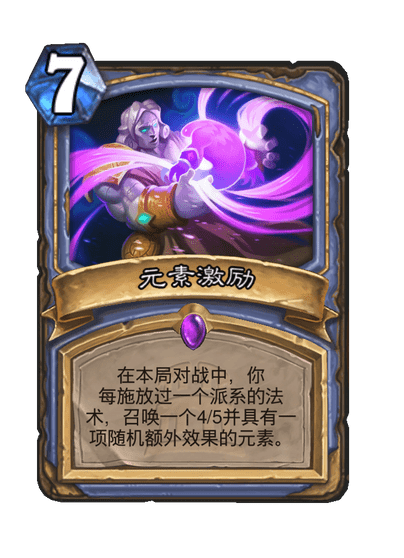 7
元素激励
在本局对战中，你
每施放过一个派系的法
术，召唤一个4/5并具有一
项随机额外效果的元素。